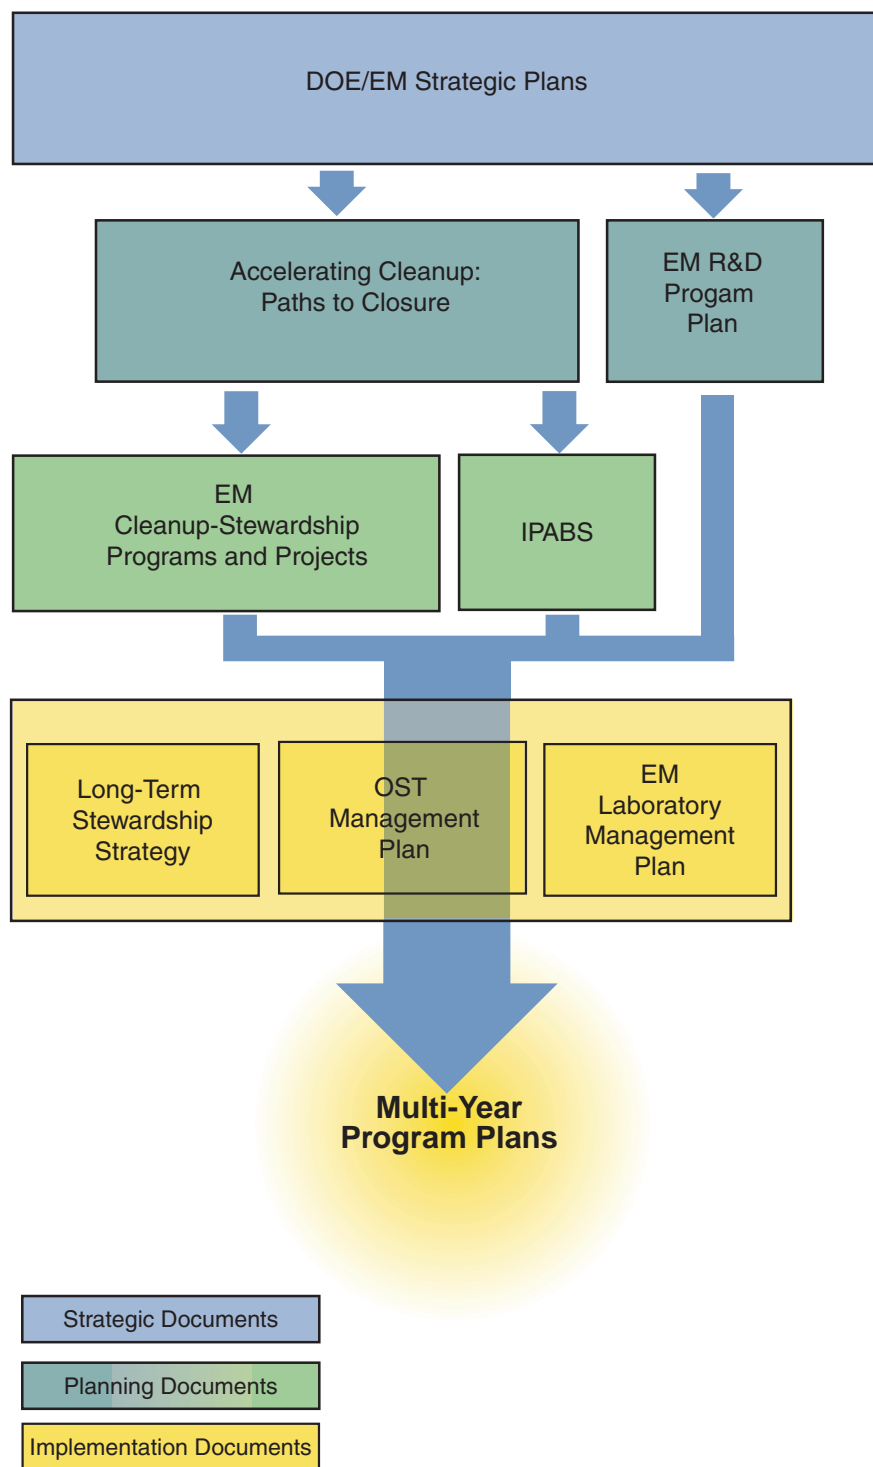 DOE/EM Strategic Plans
Accelerating Cleanup:
Paths to Closure
EM R&D
Progam
Plan
EM
Cleanup-Stewardship
Programs and Projects
IPABS
Long-Term
Stewardship
Strategy
OST
Management
Plan
EM
Laboratory
Management
Plan
Multi-Year
Program Plans
Strategic Documents
Planning Documents
Implementation Documents